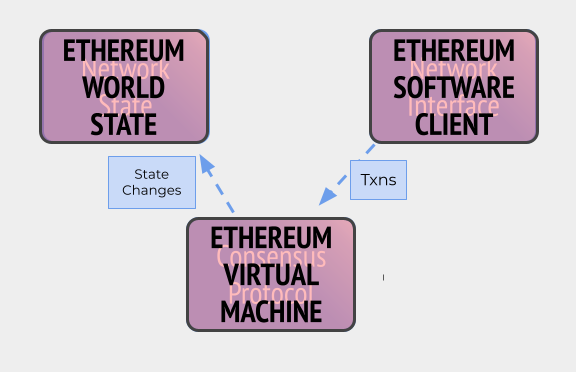 ETHEREUM
WORLD
STATE
Network
State
ETHEREUM
SOFTWARE
CLIENT
Network
Interface
State
Changes
Txns
ETHEREUM
VIRTUAL
MACHINE
Consensus
Protocol